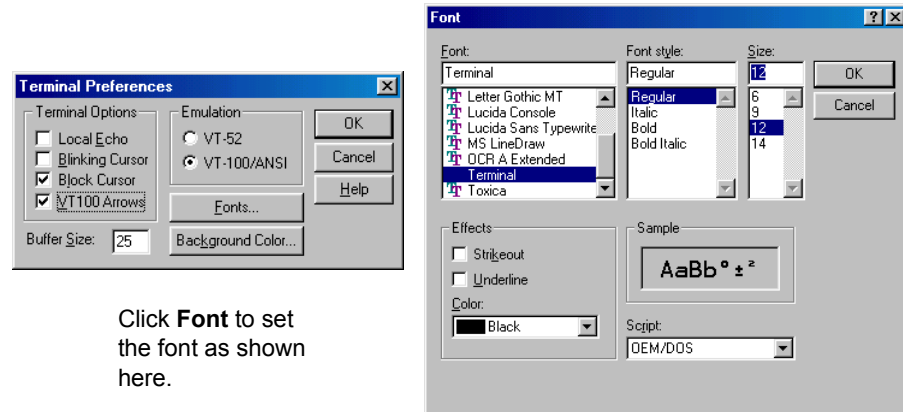 Terminal Preferences
Terminal Options
Local Echo
Blinking Cursor
Block Cursor
VT100 Arrows
Buffer Size: 25
Emulation
VT-52
VT-100/ANSI
Fonts...
Background Color...
OK
Cancel
Help
Click Font to set
the font as shown
here.
Font
Font:
Terminal
Letter Gothic MT
Lucida Console
Lucida Sans Typewrite
MS LineDraw
OCR A Extended
Terminal
Toxica
Font style:
Regular
Regular
Italic
Bold
Bold Italic
Size:
12
6
9
12
14
OK
Cancel
Effects
Strikeout
Underline
Color:
Black
Sample
AaBb°±²
Script:
OEM/DOS